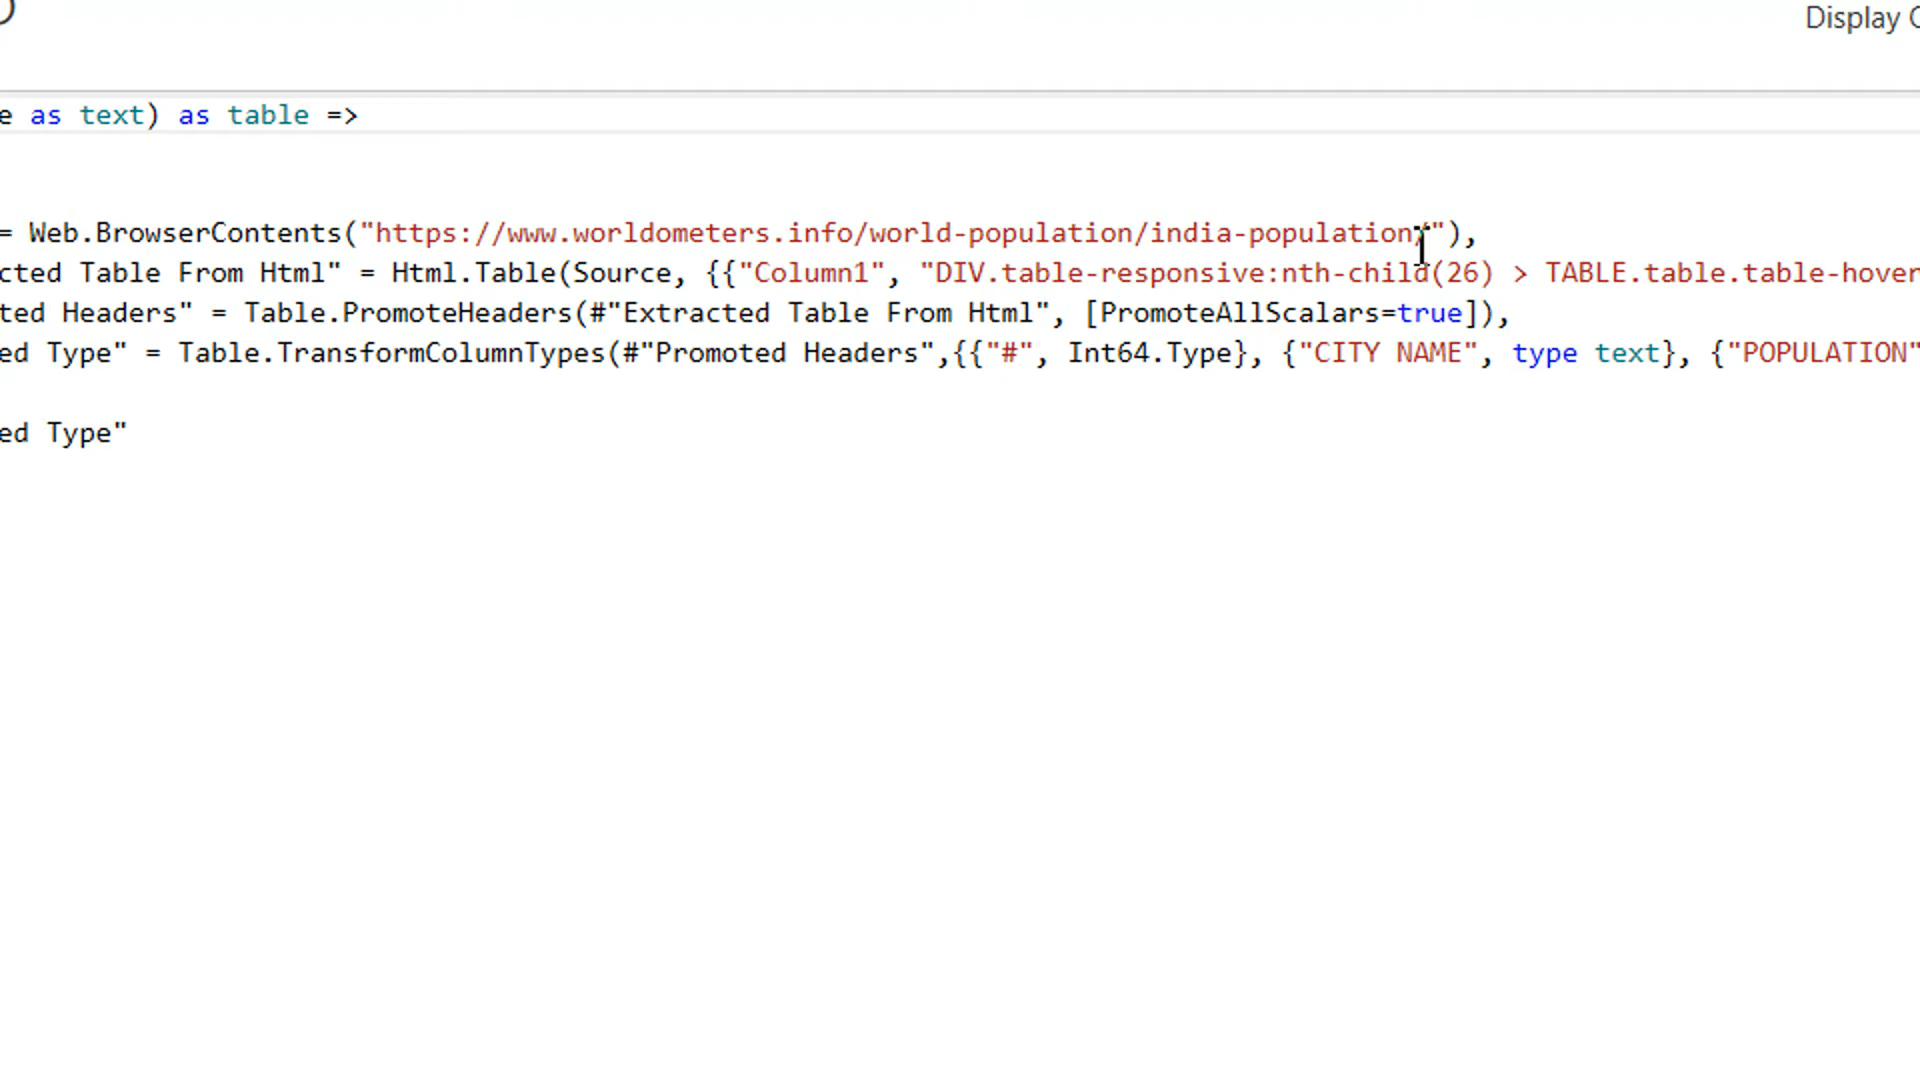 Display
e as text) as table =>
= Web.BrowserContents("https://www.worldometers.info/world-population/india-population/"),
cted Table From Html" = Html.Table(Source, {{"Column1", "DIV.table-responsive:nth-child(26) > TABLE.table.table-hover
ted Headers" = Table.PromoteHeaders(#"Extracted Table From Html", [PromoteAllScalars=true]),
ed Type" = Table.TransformColumnTypes(#"Promoted Headers",{{"#", Int64.Type}, {"CITY NAME", type text}, {"POPULATION"
ed Type"